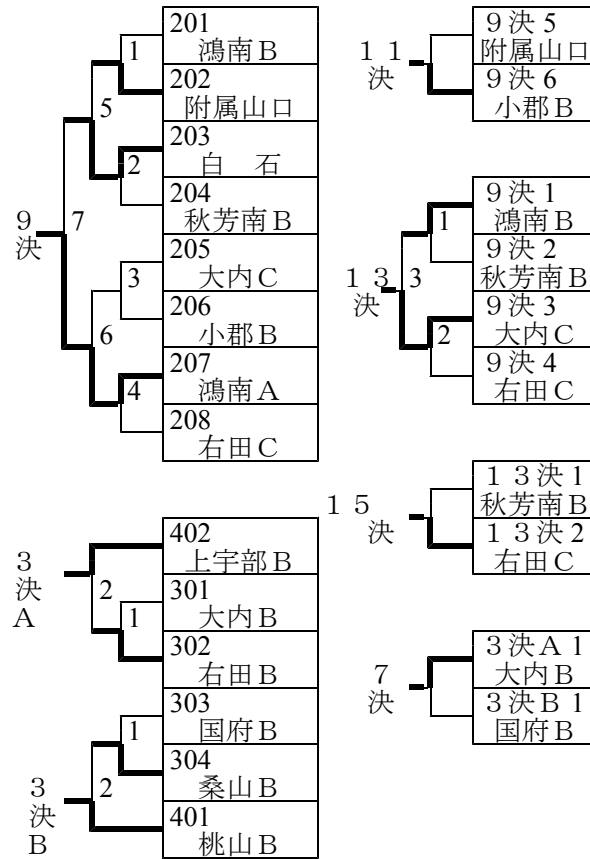 201
鴻南Ｂ
202
附属山口
203
白　石
204
秋芳南Ｂ
205
大内Ｃ
206
小郡Ｂ
207
鴻南Ａ
208
右田Ｃ
1
2
3
4
5
6
7
９
決
402
上宇部Ｂ
301
大内Ｂ
302
右田Ｂ
303
国府Ｂ
304
桑山Ｂ
401
桃山Ｂ
1
2
３
決
Ａ
1
2
３
決
Ｂ
１１
決
９決５
附属山口
９決６
小郡Ｂ
１３
決
1
2
3
９決１
鴻南Ｂ
９決２
秋芳南Ｂ
９決３
大内Ｃ
９決４
右田Ｃ
１５
決
１３決１
秋芳南Ｂ
１３決２
右田Ｃ
７
決
３決Ａ１
大内Ｂ
３決Ｂ１
国府Ｂ